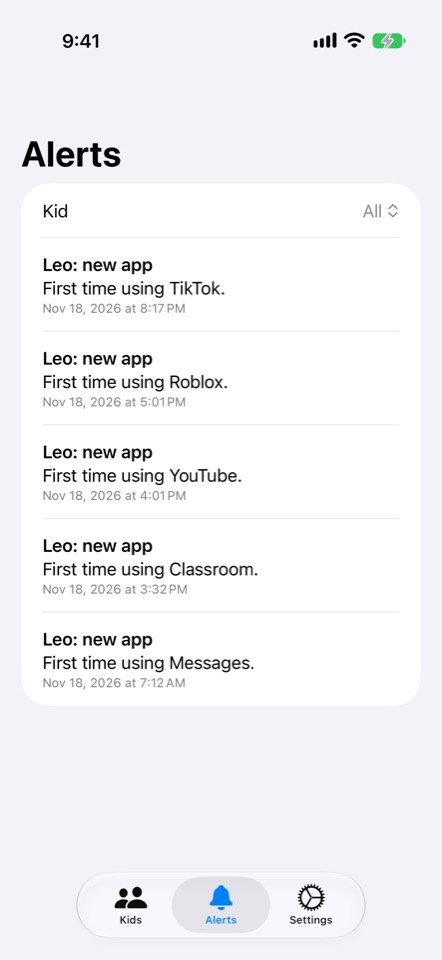 9:41
Alerts
Kid
All
Leo: new app
First time using TikTok.
Nov 18, 2026 at 8:17 PM
Leo: new app
First time using Roblox.
Nov 18, 2026 at 5:01 PM
Leo: new app
First time using YouTube.
Nov 18, 2026 at 4:01 PM
Leo: new app
First time using Classroom.
Nov 18, 2026 at 3:32 PM
Leo: new app
First time using Messages.
Nov 18, 2026 at 7:12 AM
Kids
Alerts
Settings